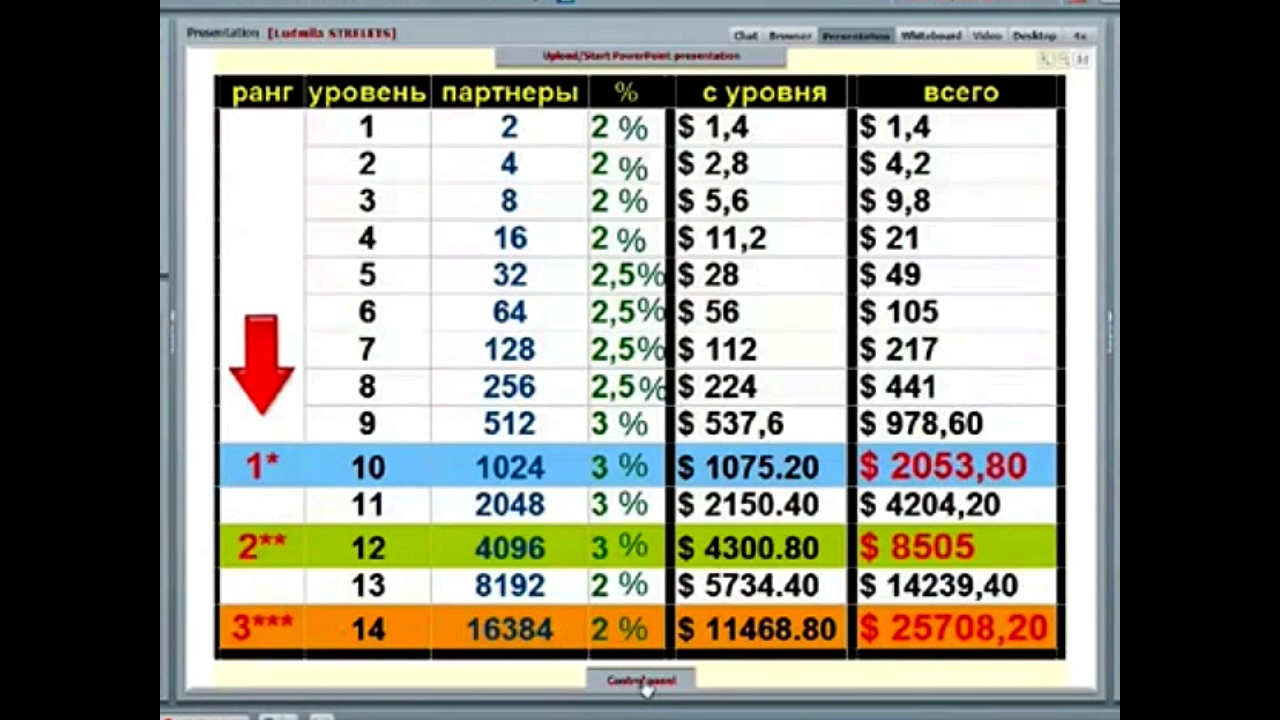 Presentation [Ludmila STRELETS]
Chat Browser Presentation Whiteboard Video Desktop
Upload/Start PowerPoint presentation
ранг уровень партнеры % с уровня всего
1 2 2 % $ 1,4 $ 1,4
2 4 2 % $ 2,8 $ 4,2
3 8 2 % $ 5,6 $ 9,8
4 16 2 % $ 11,2 $ 21
5 32 2,5% $ 28 $ 49
6 64 2,5% $ 56 $ 105
7 128 2,5% $ 112 $ 217
8 256 2,5% $ 224 $ 441
9 512 3 % $ 537,6 $ 978,60
1* 10 1024 3 % $ 1075.20 $ 2053,80
11 2048 3 % $ 2150.40 $ 4204,20
2** 12 4096 3 % $ 4300.80 $ 8505
13 8192 2 % $ 5734.40 $ 14239,40
3*** 14 16384 2 % $ 11468.80 $ 25708,20
Control panel